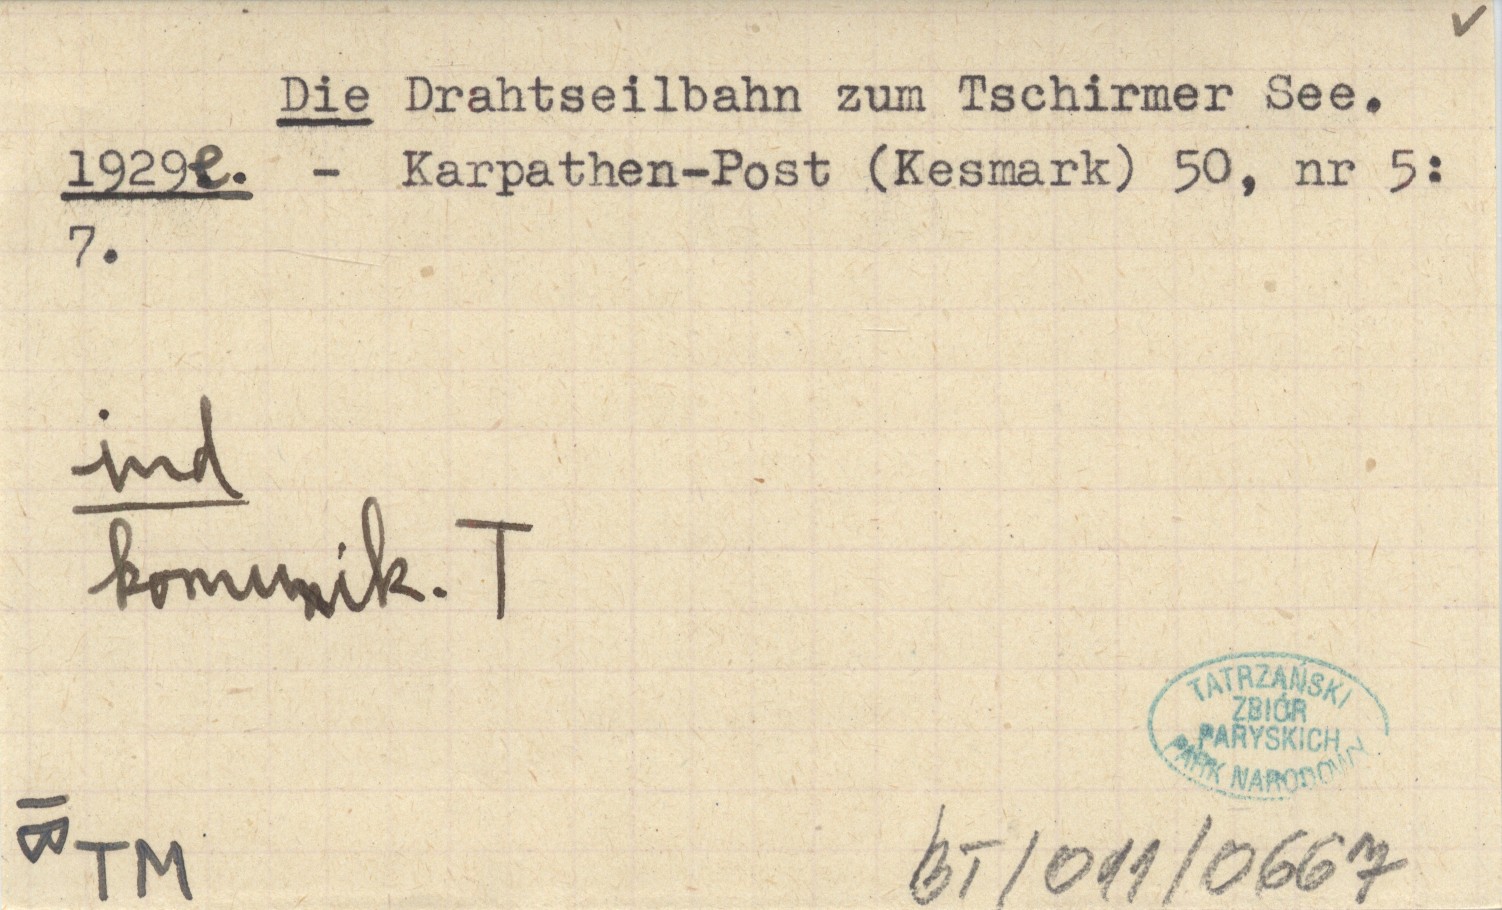 ✓
Die Drahtseilbahn zum Tschirmer See.
1929e. - Karpathen-Post (Kesmark) 50, nr 5:
7.
ind
komunik. T
TATRZAŃSKI
ZBIÓR
PARYSKICH
PARK NARODOWY
TM
BT/011/0667